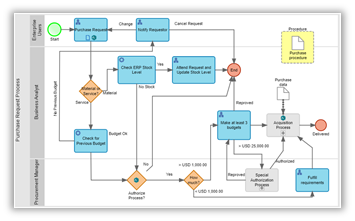 Purchase Request Process
Enterprise
Users
Start
Purchase Request
Change
Notify Requestor
Cancel Request
Procedure
Purchase
procedure
Business Analyst
No Previous Budget
Material or
Service?
Material
Service
Check ERP Stock
Level
No Stock
Attend Request and
Update Stock Level
End
Purchase
data
Check for
Previous Budget
Budget Ok
No
Make at least 3
budgets
Reproved
Acquisition
Process
Delivered
Procurement Manager
Authorize
Process?
Yes
How
much?
> USD 1,000.00
< USD 1,000.00
> USD 25,000.00
Reproved
Authorized
Special
Authorization
Process
Fulfill
requirements